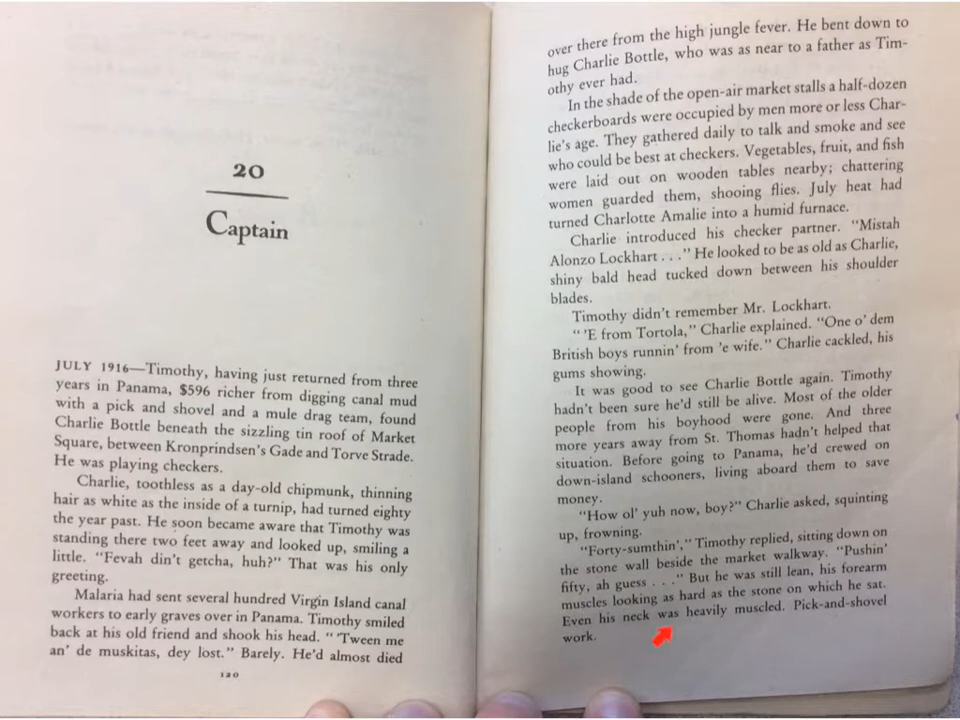 20
Captain
JULY 1916—Timothy, having just returned from three
years in Panama, $596 richer from digging canal mud
with a pick and shovel and a mule drag team, found
Charlie Bottle beneath the sizzling tin roof of Market
Square, between Kronprindsen's Gade and Torve Strade.
He was playing checkers.
Charlie, toothless as a day-old chipmunk, thinning
hair as white as the inside of a turnip, had turned eighty
the year past. He soon became aware that Timothy was
standing there two feet away and looked up, smiling a
little. "Fevah din't getcha, huh?" That was his only
greeting.
Malaria had sent several hundred Virgin Island canal
workers to early graves over in Panama. Timothy smiled
back at his old friend and shook his head. " 'Tween me
an' de muskitas, dey lost." Barely. He'd almost died
120
over there from the high jungle fever. He bent down to
hug Charlie Bottle, who was as near to a father as Tim-
othy ever had.
In the shade of the open-air market stalls a half-dozen
checkerboards were occupied by men more or less Char-
lie's age. They gathered daily to talk and smoke and see
who could be best at checkers. Vegetables, fruit, and fish
were laid out on wooden tables nearby; chattering
women guarded them, shooing flies. July heat had
turned Charlotte Amalie into a humid furnace.
Charlie introduced his checker partner. "Mistah
Alonzo Lockhart . . ." He looked to be as old as Charlie,
shiny bald head tucked down between his shoulder
blades.
Timothy didn't remember Mr. Lockhart.
" 'E from Tortola," Charlie explained. "One o' dem
British boys runnin' from 'e wife." Charlie cackled, his
gums showing.
It was good to see Charlie Bottle again. Timothy
hadn't been sure he'd still be alive. Most of the older
people from his boyhood were gone. And three
more years away from St. Thomas hadn't helped that
situation. Before going to Panama, he'd crewed on
down-island schooners, living aboard them to save
money.
"How ol' yuh now, boy?" Charlie asked, squinting
up, frowning.
"Forty-sumthin'," Timothy replied, sitting down on
the stone wall beside the market walkway. "Pushin'
fifty, ah guess . . ." But he was still lean, his forearm
muscles looking as hard as the stone on which he sat.
Even his neck was heavily muscled. Pick-and-shovel
work.